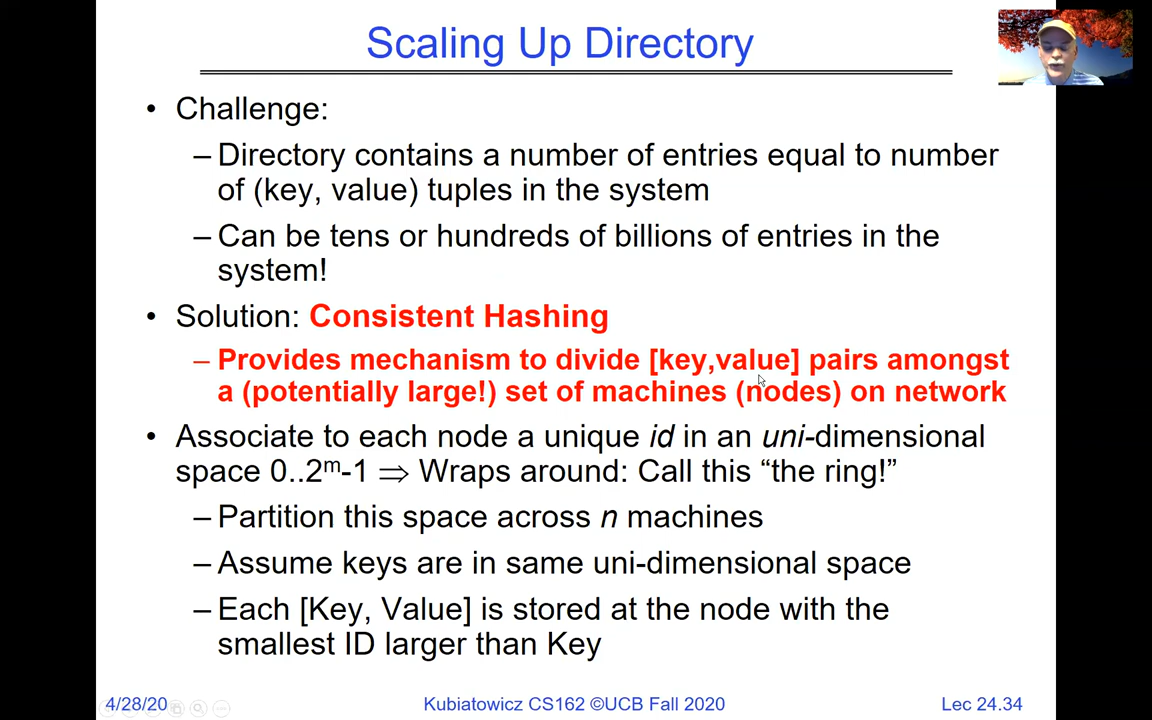 Scaling Up Directory
• Challenge:
– Directory contains a number of entries equal to number
of (key, value) tuples in the system
– Can be tens or hundreds of billions of entries in the
system!
• Solution: Consistent Hashing
– Provides mechanism to divide [key,value] pairs amongst
a (potentially large!) set of machines (nodes) on network
• Associate to each node a unique id in an uni-dimensional
space 0..2ᵐ-1 ⇒ Wraps around: Call this “the ring!”
– Partition this space across n machines
– Assume keys are in same uni-dimensional space
– Each [Key, Value] is stored at the node with the
smallest ID larger than Key
4/28/20 Kubiatowicz CS162 ©UCB Fall 2020 Lec 24.34